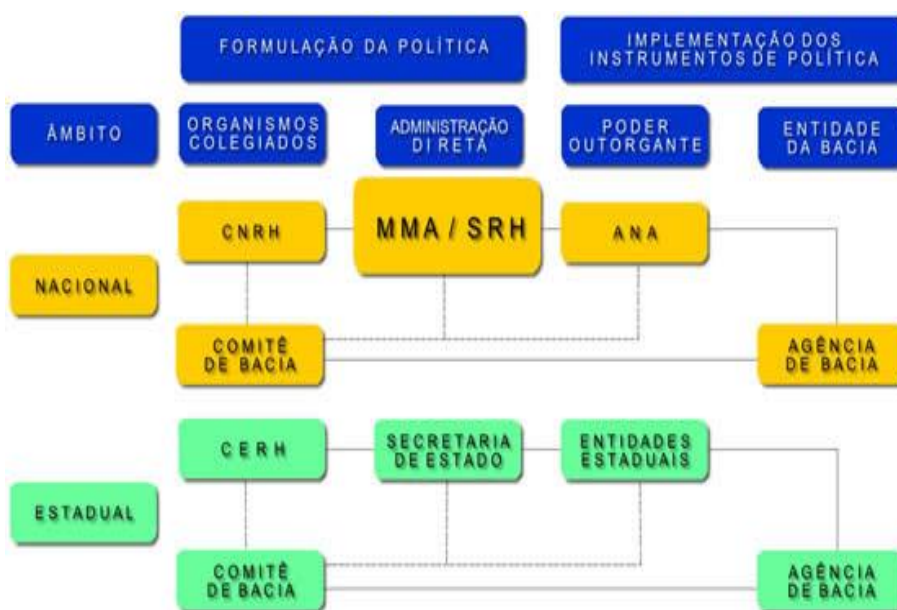 FORMULAÇÃO DA POLÍTICA
IMPLEMENTAÇÃO DOS
INSTRUMENTOS DE POLÍTICA
ÂMBITO
ORGANISMOS
COLEGIADOS
ADMINISTRAÇÃO
DIRETA
PODER
OUTORGANTE
ENTIDADE
DA BACIA
NACIONAL
CNRH
MMA / SRH
ANA
COMITÊ
DE BACIA
AGÊNCIA
DE BACIA
ESTADUAL
CERH
SECRETARIA
DE ESTADO
ENTIDADES
ESTADUAIS
COMITÊ
DE BACIA
AGÊNCIA
DE BACIA